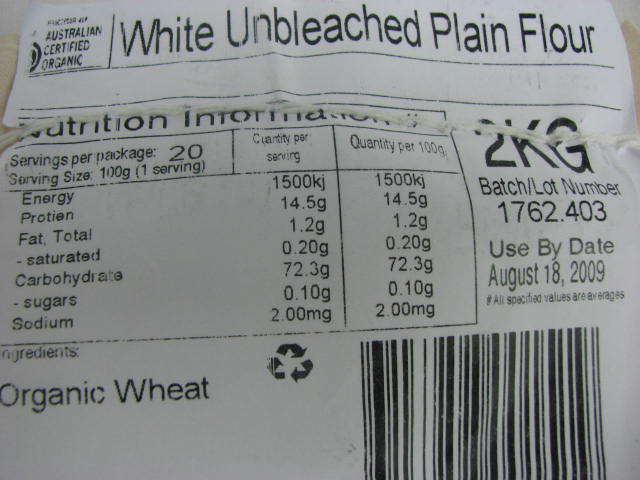 AUSTRALIAN
CERTIFIED
ORGANIC
White Unbleached Plain Flour
Nutrition Information
2KG
Servings per package: 20
Serving Size: 100g (1 serving)
Quantity per serving
Quantity per 100g
Energy 1500kj 1500kj
Protien 14.5g 14.5g
Fat, Total 1.2g 1.2g
- saturated 0.20g 0.20g
Carbohydrate 72.3g 72.3g
- sugars 0.10g 0.10g
Sodium 2.00mg 2.00mg
Batch/Lot Number
1762.403
Use By Date
August 18, 2009
# All specified values are averages
Ingredients:
Organic Wheat